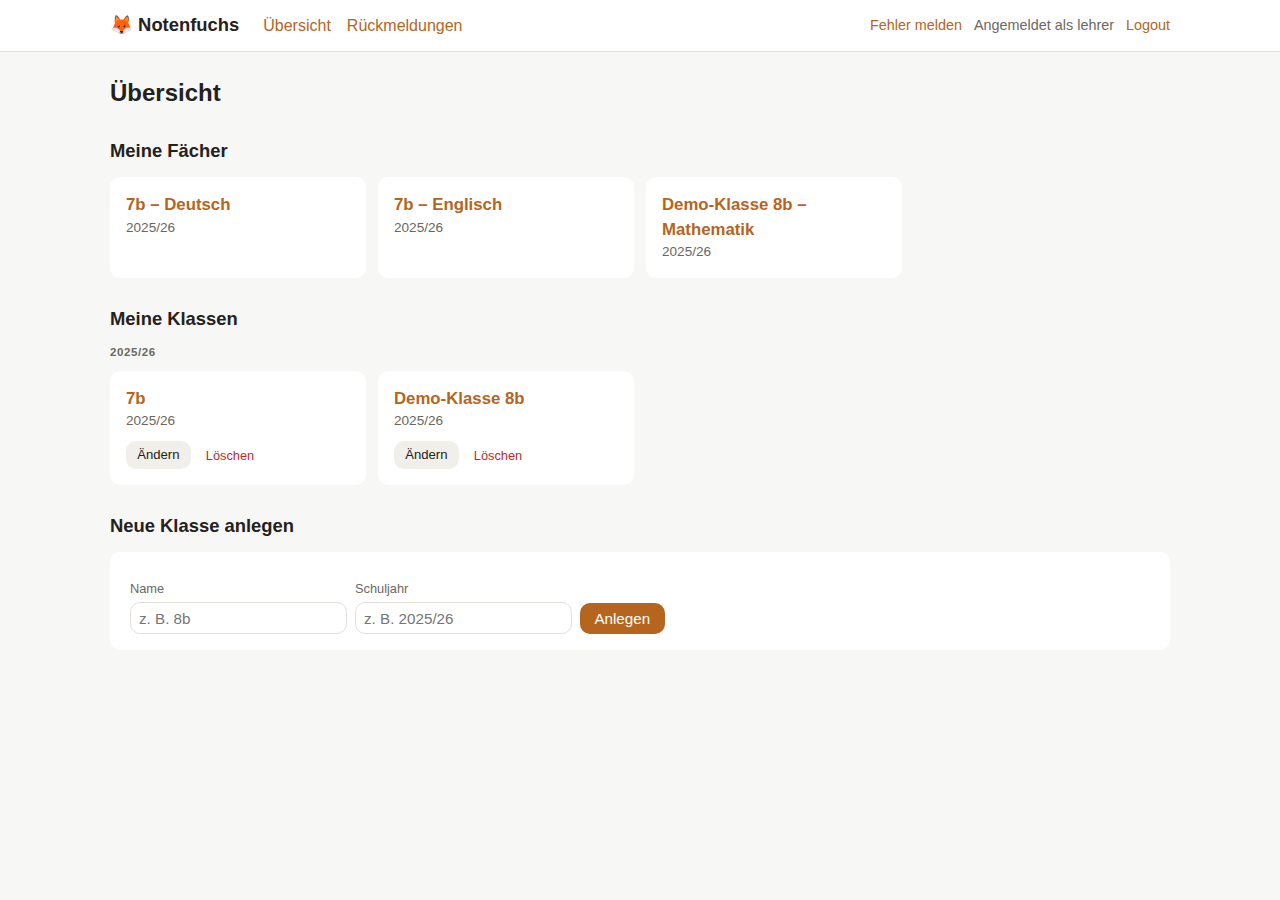 🦊 Notenfuchs Übersicht Rückmeldungen Fehler melden Angemeldet als lehrer Logout
Übersicht
Meine Fächer
7b – Deutsch
2025/26
7b – Englisch
2025/26
Demo-Klasse 8b –
Mathematik
2025/26
Meine Klassen
2025/26
7b
2025/26
Ändern Löschen
Demo-Klasse 8b
2025/26
Ändern Löschen
Neue Klasse anlegen
Name Schuljahr
z. B. 8b z. B. 2025/26 Anlegen